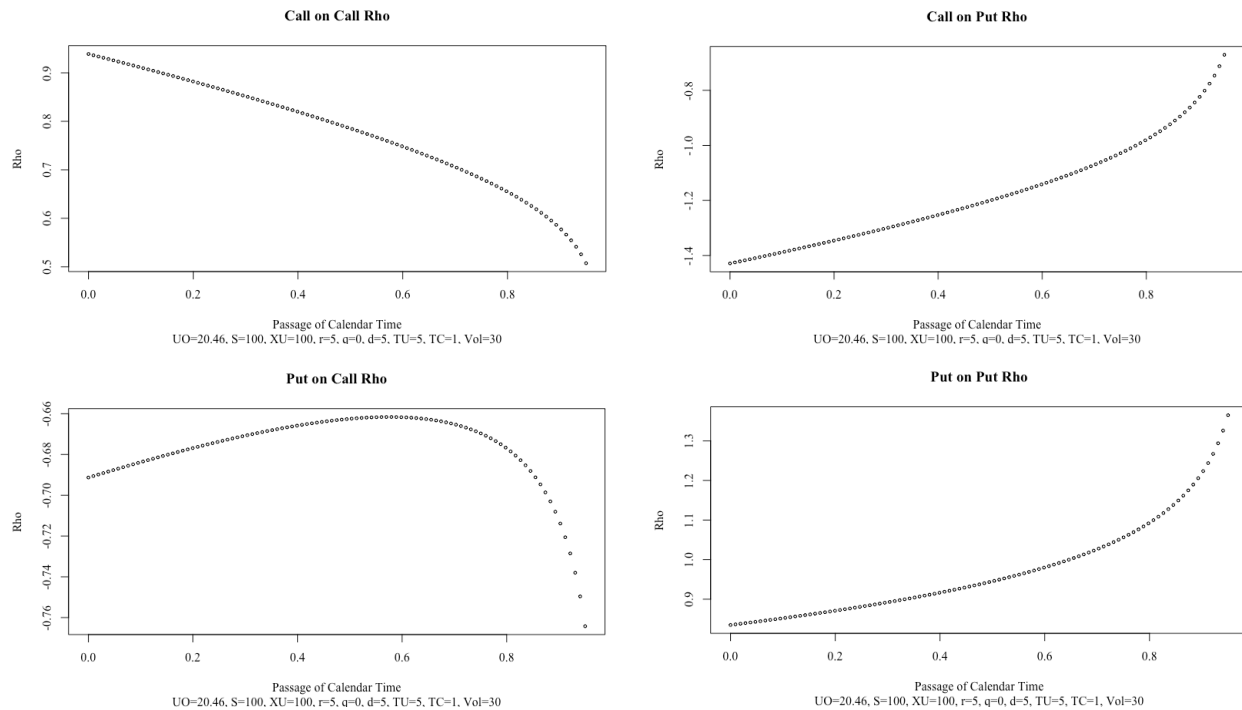 Call on Call Rho
Rho
0.5 0.6 0.7 0.8 0.9
0.0 0.2 0.4 0.6 0.8
Passage of Calendar Time
UO=20.46, S=100, XU=100, r=5, q=0, d=5, TU=5, TC=1, Vol=30
Call on Put Rho
Rho
-1.4 -1.2 -1.0 -0.8
0.0 0.2 0.4 0.6 0.8
Passage of Calendar Time
UO=20.46, S=100, XU=100, r=5, q=0, d=5, TU=5, TC=1, Vol=30
Put on Call Rho
Rho
-0.76 -0.74 -0.72 -0.70 -0.68 -0.66
0.0 0.2 0.4 0.6 0.8
Passage of Calendar Time
UO=20.46, S=100, XU=100, r=5, q=0, d=5, TU=5, TC=1, Vol=30
Put on Put Rho
Rho
0.9 1.0 1.1 1.2 1.3
0.0 0.2 0.4 0.6 0.8
Passage of Calendar Time
UO=20.46, S=100, XU=100, r=5, q=0, d=5, TU=5, TC=1, Vol=30